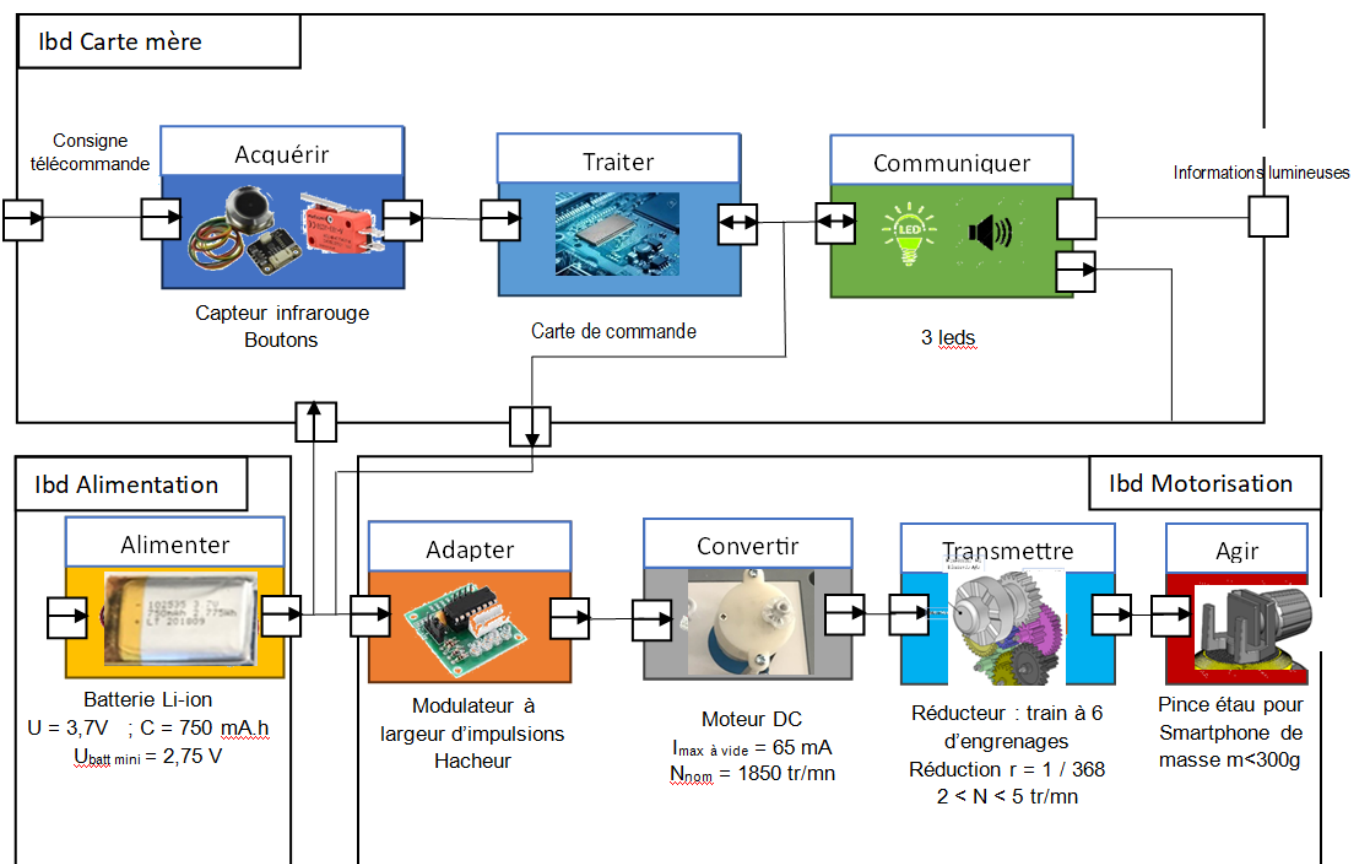 Ibd Carte mère
Consigne
télécommande
Acquérir
Traiter
Communiquer
Informations lumineuses
LED
Capteur infrarouge
Boutons
Carte de commande
3 leds
Ibd Alimentation
Ibd Motorisation
Alimenter
Adapter
Convertir
Transmettre
Agir
Batterie Li-ion
U = 3,7V ; C = 750 mA.h
Ubatt mini = 2,75 V
Modulateur à
largeur d'impulsions
Hacheur
Moteur DC
Imax à vide = 65 mA
Nnom = 1850 tr/mn
Réducteur : train à 6
d'engrenages
Réduction r = 1 / 368
2 < N < 5 tr/mn
Pince étau pour
Smartphone de
masse m<300g